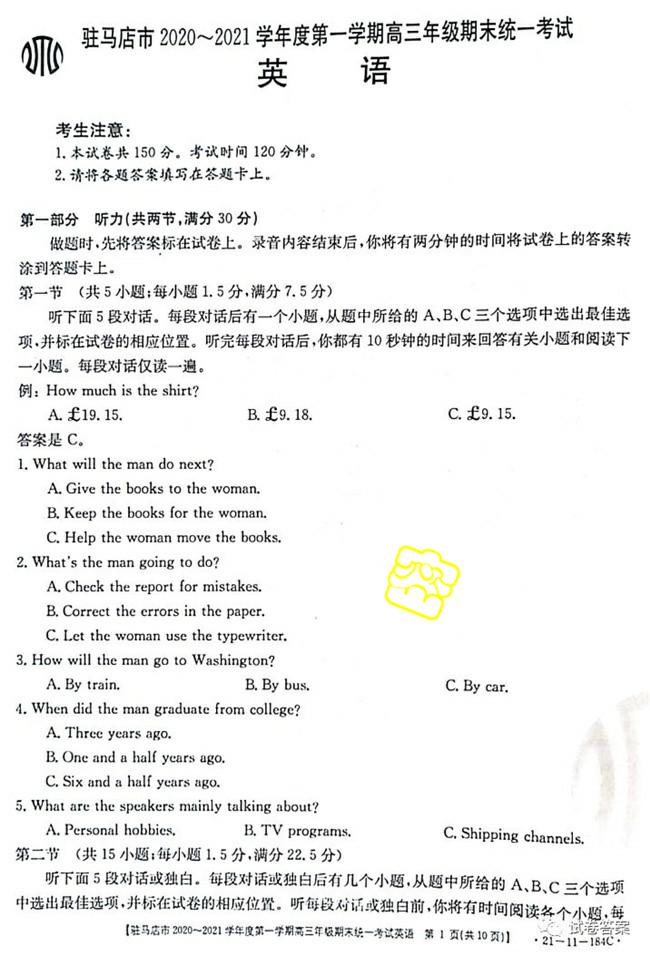 驻马店市 2020～2021 学年度第一学期高三年级期末统一考试
英 语
考生注意:
1. 本试卷共 150 分。考试时间 120 分钟。
2. 请将各题答案填写在答题卡上。
第一部分 听力(共两节,满分 30 分)
做题时,先将答案标在试卷上。录音内容结束后,你将有两分钟的时间将试卷上的答案转
涂到答题卡上。
第一节 (共 5 小题;每小题 1. 5 分,满分 7. 5 分)
听下面 5 段对话。每段对话后有一个小题,从题中所给的 A、B、C 三个选项中选出最佳选
项,并标在试卷的相应位置。听完每段对话后,你都有 10 秒钟的时间来回答有关小题和阅读下
一小题。每段对话仅读一遍。
例: How much is the shirt?
A. £19. 15. B. £9. 18. C. £9. 15.
答案是 C。
1. What will the man do next?
A. Give the books to the woman.
B. Keep the books for the woman.
C. Help the woman move the books.
2. What's the man going to do?
A. Check the report for mistakes.
B. Correct the errors in the paper.
C. Let the woman use the typewriter.
3. How will the man go to Washington?
A. By train. B. By bus. C. By car.
4. When did the man graduate from college?
A. Three years ago.
B. One and a half years ago.
C. Six and a half years ago.
5. What are the speakers mainly talking about?
A. Personal hobbies. B. TV programs. C. Shipping channels.
第二节 (共 15 小题;每小题 1. 5 分,满分 22. 5 分)
听下面 5 段对话或独白。每段对话或独白后有几个小题,从题中所给的 A、B、C 三个选项
中选出最佳选项,并标在试卷的相应位置。听每段对话或独白前,你将有时间阅读各个小题,每
【驻马店市 2020～2021 学年度第一学期高三年级期末统一考试英语 第 1 页(共 10 页)】 ·21－11－184C·
试卷答案